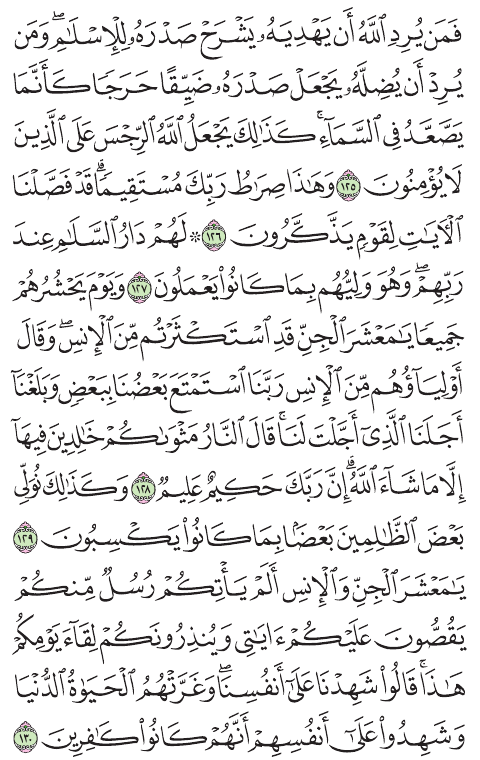 فَمَن يُرِدِ ٱللَّهُ أَن يَهۡدِيَهُۥ يَشۡرَحۡ صَدۡرَهُۥ لِلۡإِسۡلَٰمِۖ وَمَن
يُرِدۡ أَن يُضِلَّهُۥ يَجۡعَلۡ صَدۡرَهُۥ ضَيِّقًا حَرَجٗا كَأَنَّمَا
يَصَّعَّدُ فِي ٱلسَّمَآءِۚ كَذَٰلِكَ يَجۡعَلُ ٱللَّهُ ٱلرِّجۡسَ عَلَى ٱلَّذِينَ
لَا يُؤۡمِنُونَ ١٢٥ وَهَٰذَا صِرَٰطُ رَبِّكَ مُسۡتَقِيمٗاۗ قَدۡ فَصَّلۡنَا
ٱلۡأٓيَٰتِ لِقَوۡمٖ يَذَّكَّرُونَ ١٢٦ ۞ لَهُمۡ دَارُ ٱلسَّلَٰمِ عِندَ
رَبِّهِمۡۖ وَهُوَ وَلِيُّهُم بِمَا كَانُواْ يَعۡمَلُونَ ١٢٧ وَيَوۡمَ يَحۡشُرُهُمۡ
جَمِيعٗا يَٰمَعۡشَرَ ٱلۡجِنِّ قَدِ ٱسۡتَكۡثَرۡتُم مِّنَ ٱلۡإِنسِۖ وَقَالَ
أَوۡلِيَآؤُهُم مِّنَ ٱلۡإِنسِ رَبَّنَا ٱسۡتَمۡتَعَ بَعۡضُنَا بِبَعۡضٖ وَبَلَغۡنَآ
أَجَلَنَا ٱلَّذِيٓ أَجَّلۡتَ لَنَاۚ قَالَ ٱلنَّارُ مَثۡوَىٰكُمۡ خَٰلِدِينَ فِيهَآ
إِلَّا مَا شَآءَ ٱللَّهُۗ إِنَّ رَبَّكَ حَكِيمٌ عَلِيمٞ ١٢٨ وَكَذَٰلِكَ نُوَلِّي
بَعۡضَ ٱلظَّٰلِمِينَ بَعۡضَۢا بِمَا كَانُواْ يَكۡسِبُونَ ١٢٩
يَٰمَعۡشَرَ ٱلۡجِنِّ وَٱلۡإِنسِ أَلَمۡ يَأۡتِكُمۡ رُسُلٞ مِّنكُمۡ
يَقُصُّونَ عَلَيۡكُمۡ ءَايَٰتِي وَيُنذِرُونَكُمۡ لِقَآءَ يَوۡمِكُمۡ
هَٰذَاۚ قَالُواْ شَهِدۡنَا عَلَىٰٓ أَنفُسِنَاۖ وَغَرَّتۡهُمُ ٱلۡحَيَوٰةُ ٱلدُّنۡيَا
وَشَهِدُواْ عَلَىٰٓ أَنفُسِهِمۡ أَنَّهُمۡ كَانُواْ كَٰفِرِينَ ١٣٠